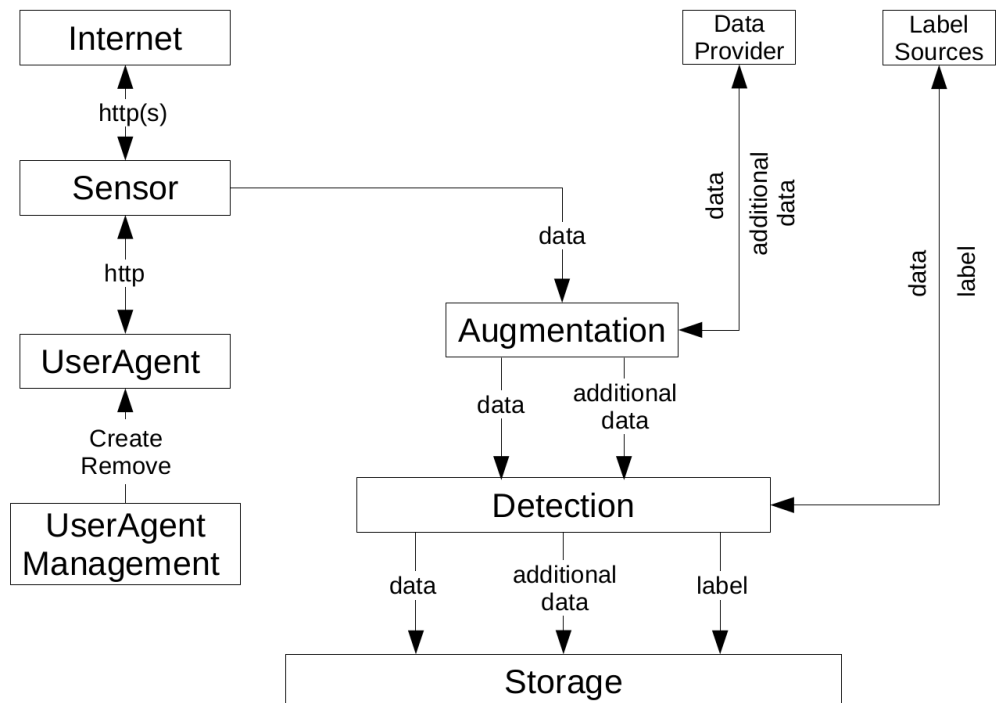 Internet
Data
Provider
Label
Sources
http(s)
Sensor
data
data
additional
data
data
label
http
Augmentation
UserAgent
data
additional
data
Create
Remove
Detection
UserAgent
Management
data
additional
data
label
Storage